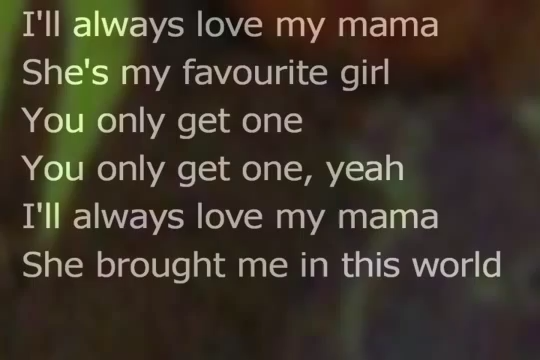 I'll always love my mama
She's my favourite girl
You only get one
You only get one, yeah
I'll always love my mama
She brought me in this world